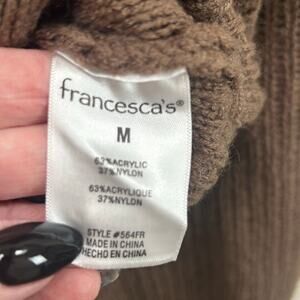 francesca's®
M
63%ACRYLIC
37%NYLON
63%ACRYLIQUE
37%NYLON
STYLE #564FR
MADE IN CHINA
HECHO EN CHINA